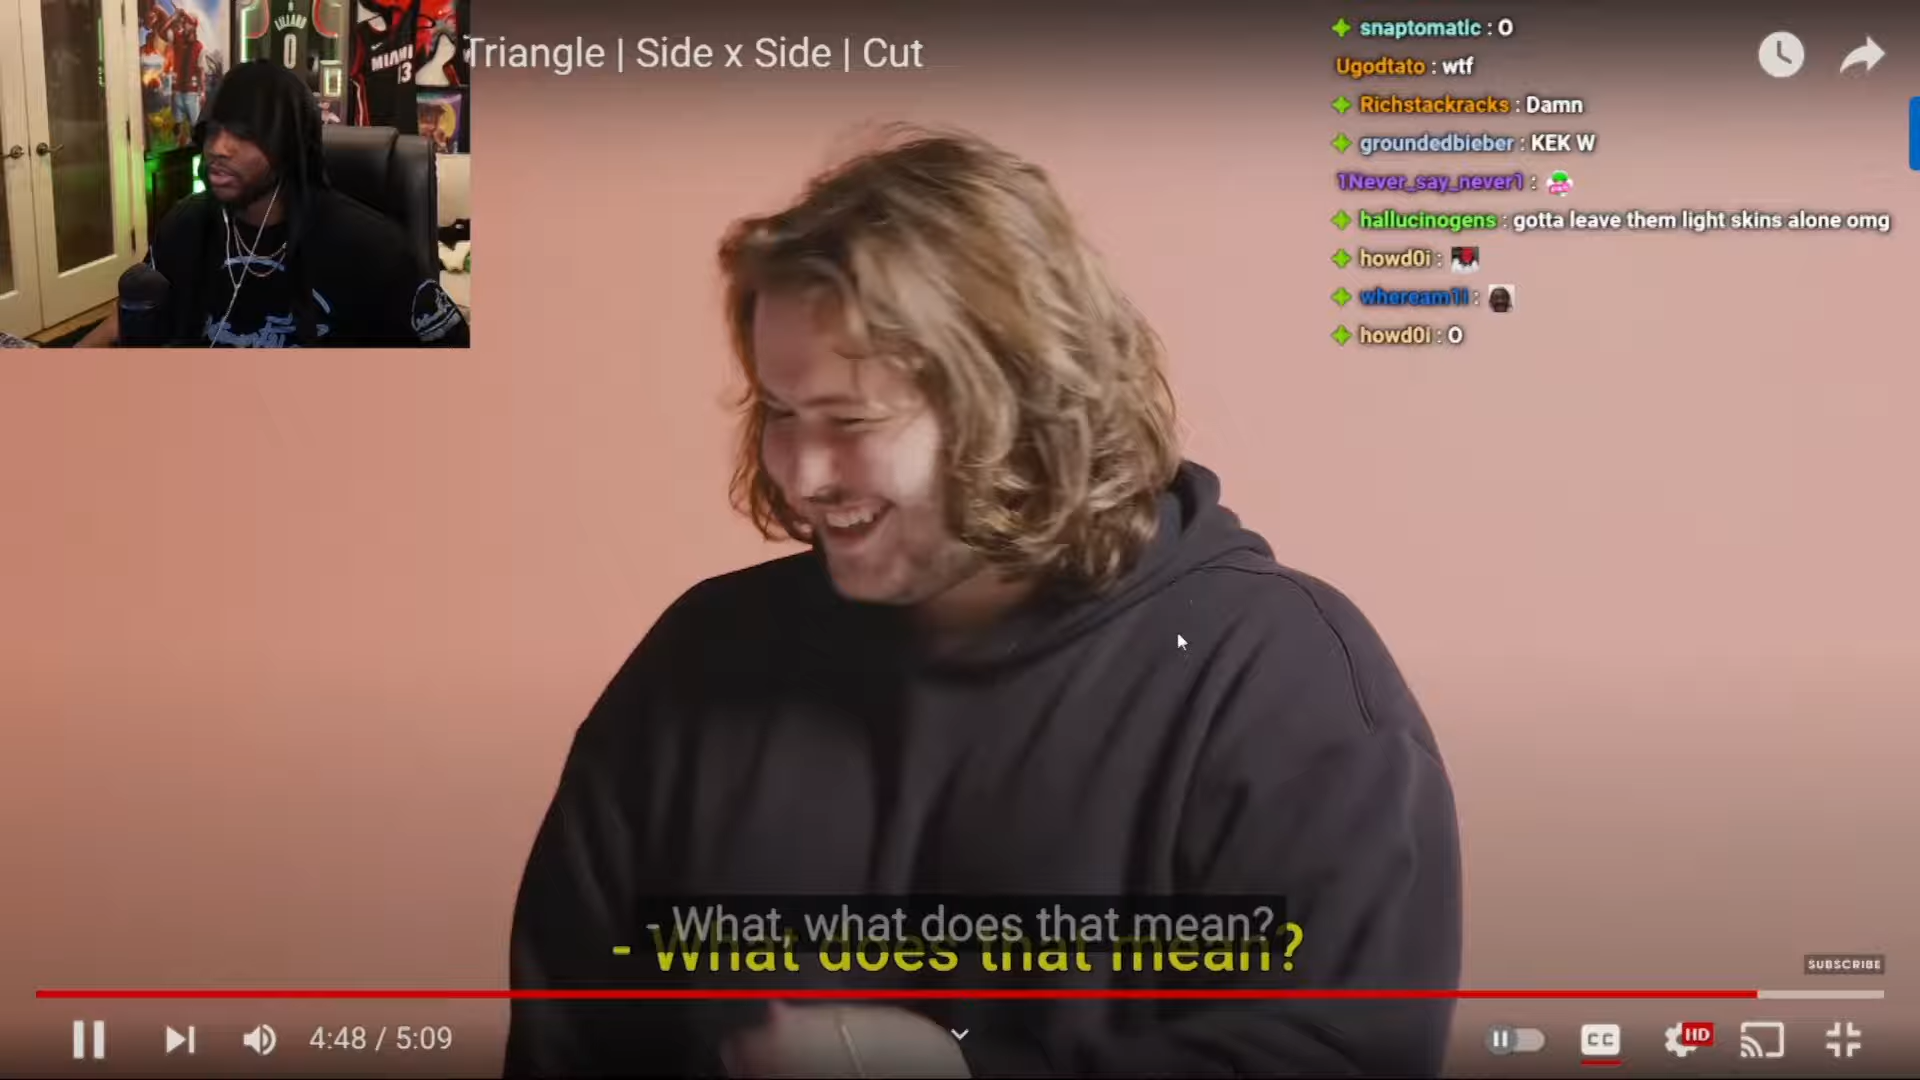 LILLARD
0
MIAMI
13
Triangle | Side x Side | Cut
snaptomatic : O
Ugodtato : wtf
Richstackracks : Damn
groundedbieber : KEK W
1Never_say_never1 :
hallucinogens : gotta leave them light skins alone omg
howd0i :
wheream1i :
howd0i : O
- What, what does that mean?
- What does that mean?
SUBSCRIBE
4:48 / 5:09
CC
HD